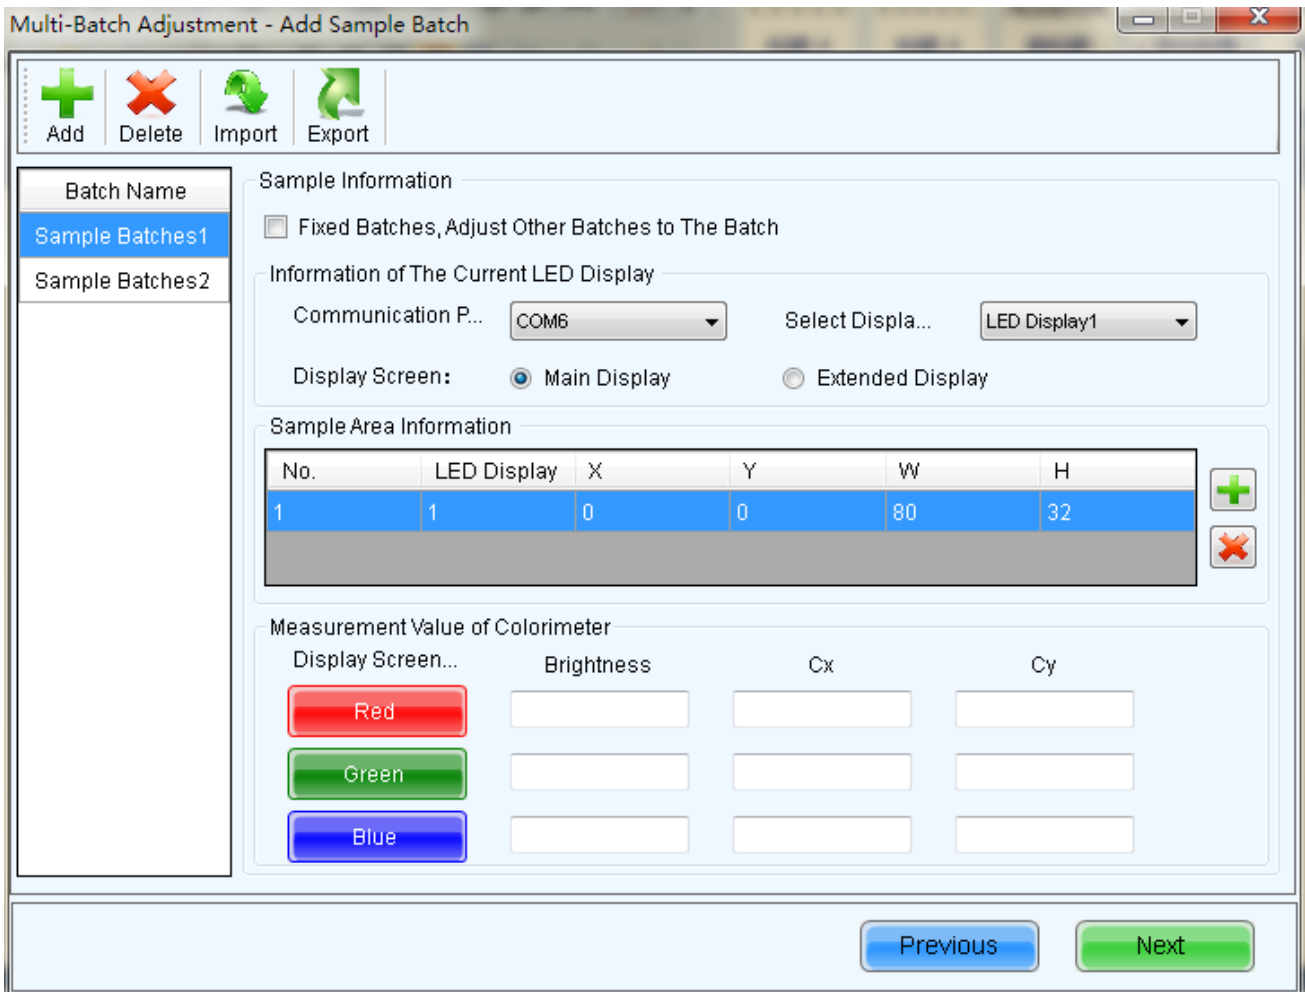 Multi-Batch Adjustment - Add Sample Batch
Add Delete Import Export
Batch Name
Sample Batches1
Sample Batches2
Sample Information
Fixed Batches, Adjust Other Batches to The Batch
Information of The Current LED Display
Communication P... COM6 Select Displa... LED Display1
Display Screen: Main Display Extended Display
Sample Area Information
No. LED Display X Y W H
1 1 0 0 80 32
Measurement Value of Colorimeter
Display Screen... Brightness Cx Cy
Red
Green
Blue
Previous Next